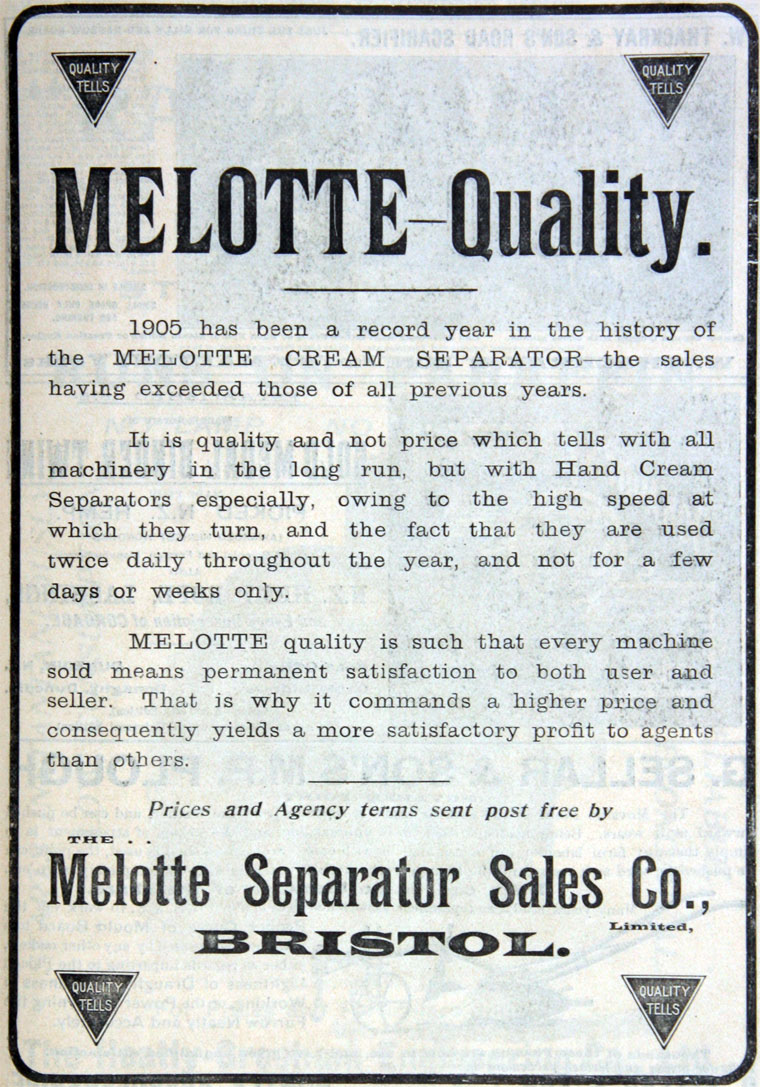 QUALITY TELLS QUALITY TELLS
MELOTTE—Quality.
1905 has been a record year in the history of
the MELOTTE CREAM SEPARATOR—the sales
having exceeded those of all previous years.
It is quality and not price which tells with all
machinery in the long run, but with Hand Cream
Separators especially, owing to the high speed at
which they turn, and the fact that they are used
twice daily throughout the year, and not for a few
days or weeks only.
MELOTTE quality is such that every machine
sold means permanent satisfaction to both user and
seller. That is why it commands a higher price and
consequently yields a more satisfactory profit to agents
than others.
Prices and Agency terms sent post free by
THE . .
Melotte Separator Sales Co.,
Limited,
BRISTOL.
QUALITY TELLS QUALITY TELLS